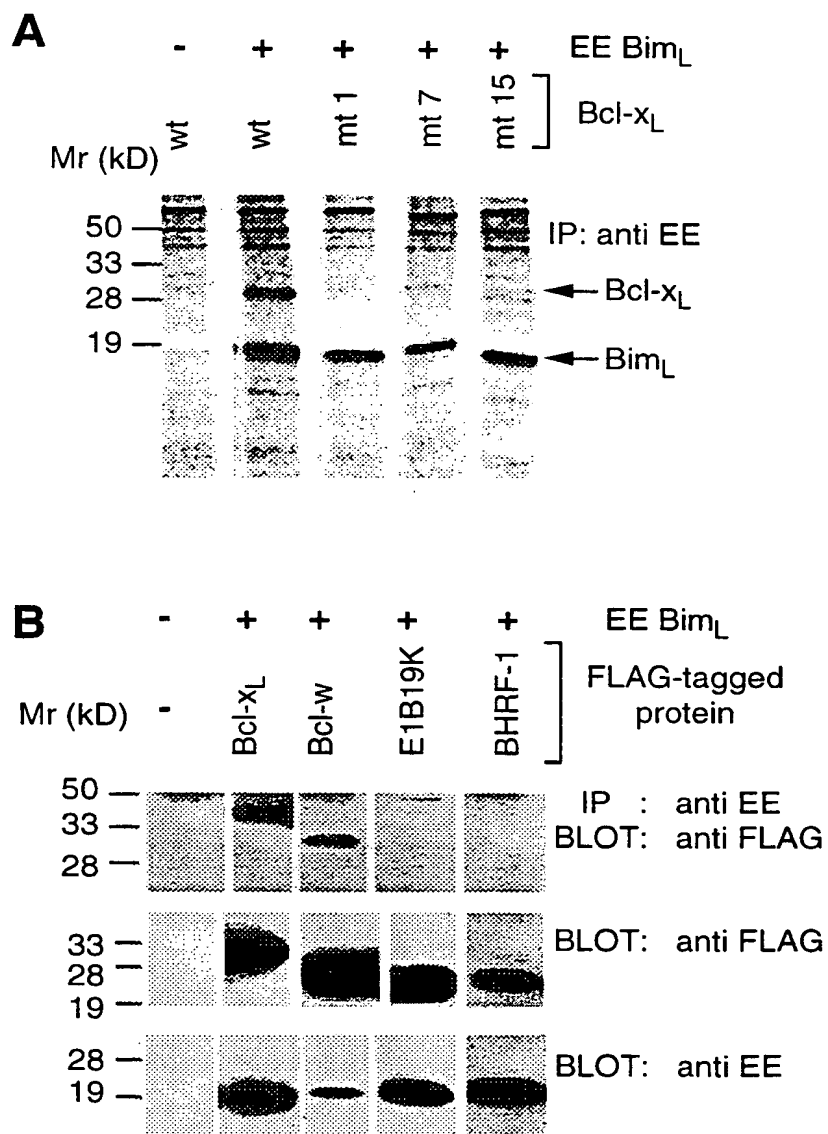 A
- + + + + EE BimL
wt wt mt 1 mt 7 mt 15 Bcl-xL
Mr (kD)
50
33
28
19
IP: anti EE
Bcl-xL
BimL
B
- + + + + EE BimL
- Bcl-xL Bcl-w E1B19K BHRF-1 FLAG-tagged protein
Mr (kD)
50
33
28
IP : anti EE
BLOT: anti FLAG
33
28
19
BLOT: anti FLAG
28
19
BLOT: anti EE